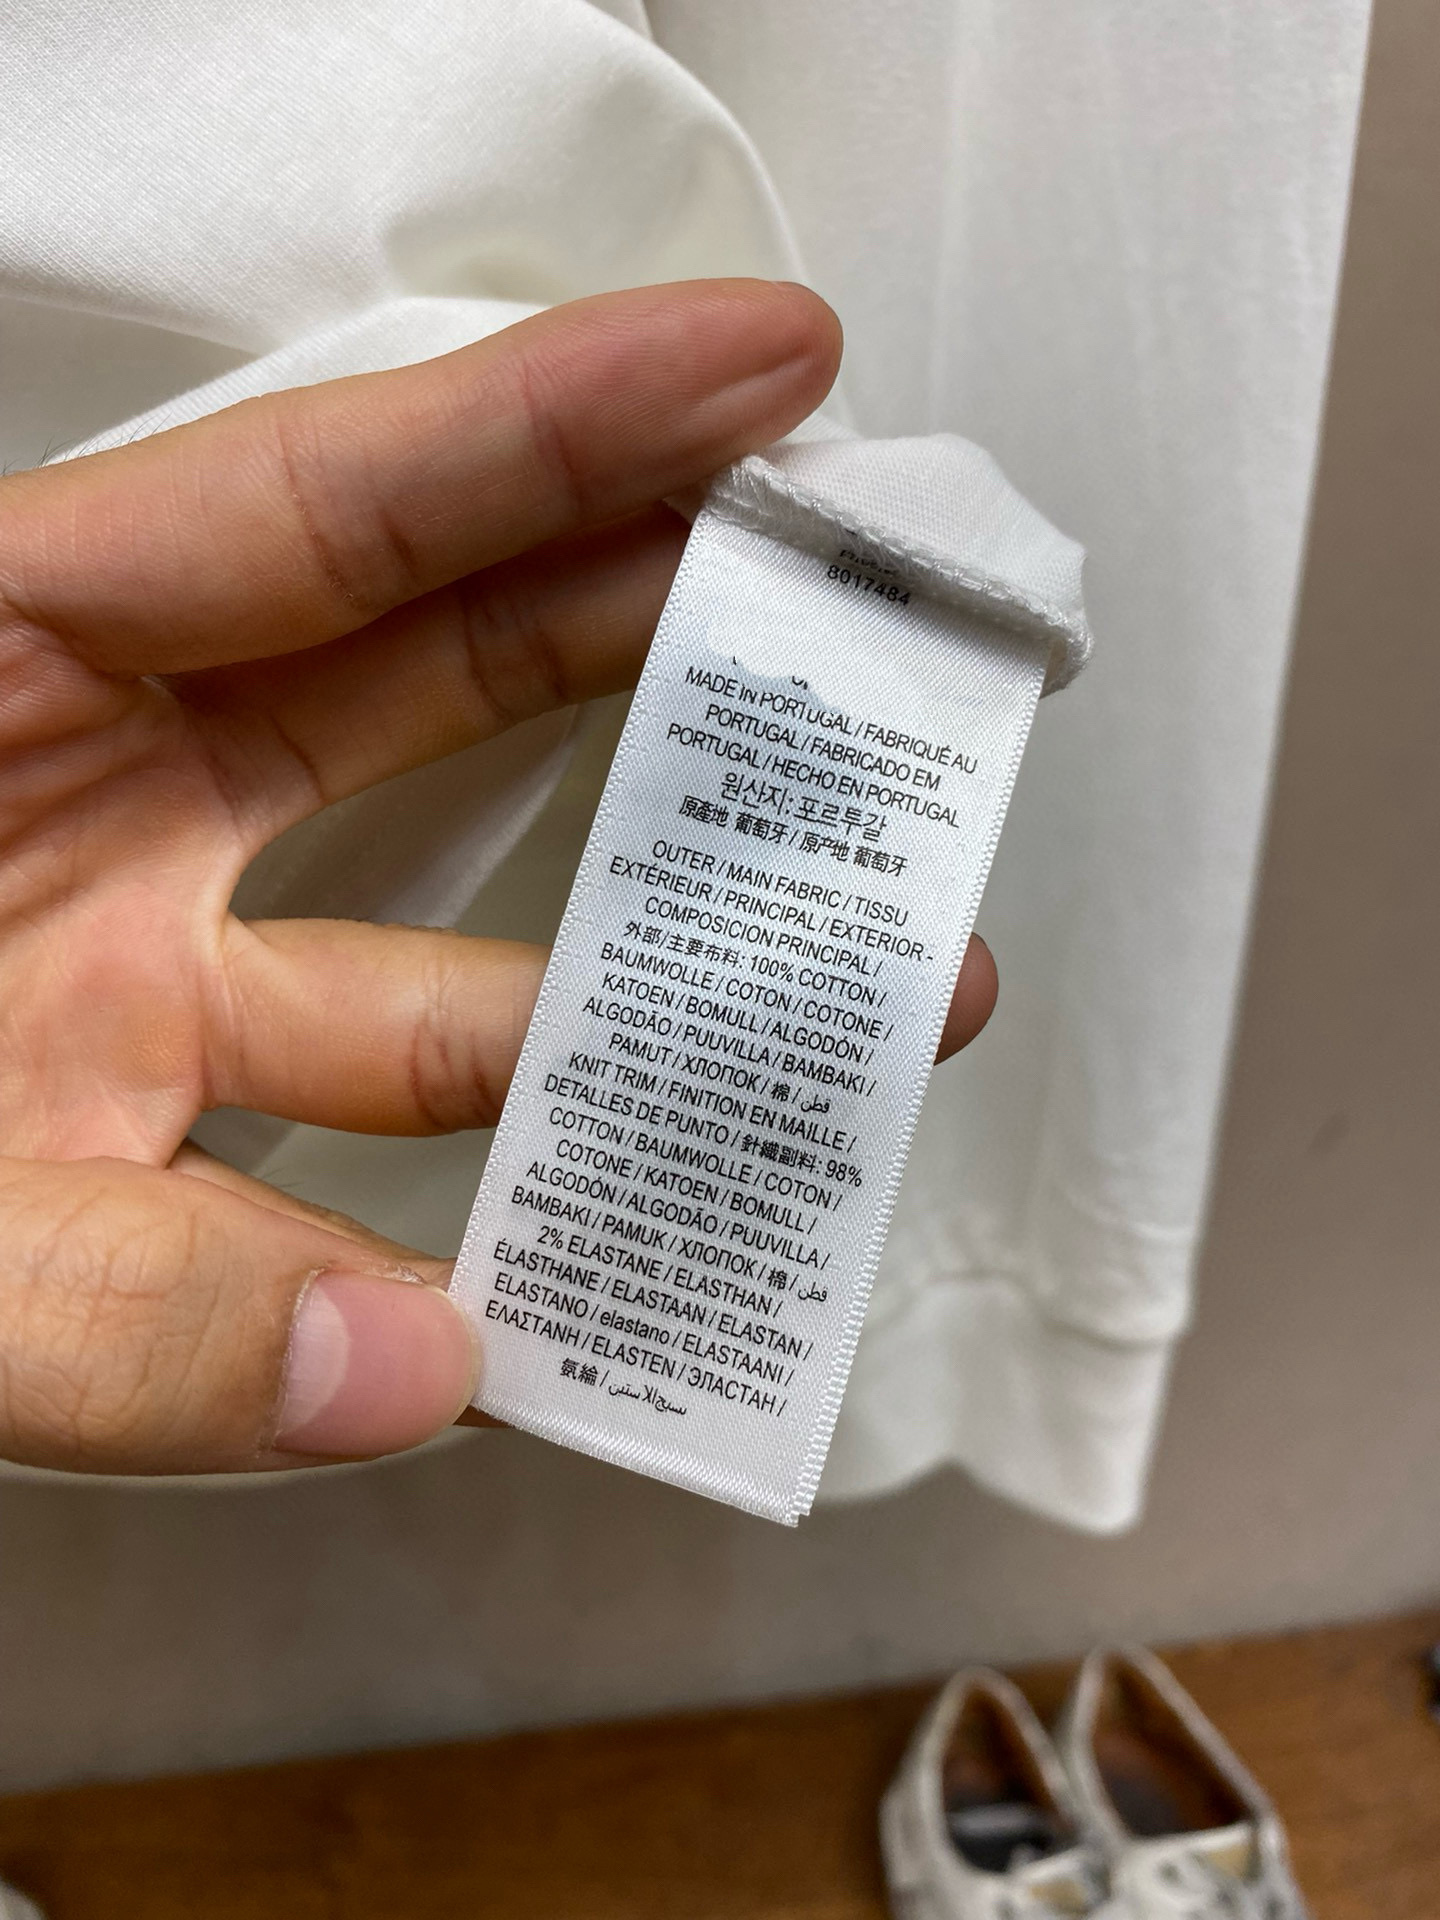 8017484
MADE IN PORTUGAL / FABRIQUÉ AU
PORTUGAL / FABRICADO EM
PORTUGAL / HECHO EN PORTUGAL
원산지: 포르투갈
原產地 葡萄牙 / 原产地 葡萄牙
OUTER / MAIN FABRIC / TISSU
EXTÉRIEUR / PRINCIPAL / EXTERIOR -
COMPOSICION PRINCIPAL /
外部/主要布料: 100% COTTON /
BAUMWOLLE / COTON / COTONE /
KATOEN / BOMULL / ALGODÓN /
ALGODÃO / PUUVILLA / BAMBAKI /
PAMUT / ХЛОПОК / 棉 / قطن
KNIT TRIM / FINITION EN MAILLE /
DETALLES DE PUNTO / 針織副料: 98%
COTTON / BAUMWOLLE / COTON /
COTONE / KATOEN / BOMULL /
ALGODÓN / ALGODÃO / PUUVILLA /
BAMBAKI / PAMUK / ХЛОПОК / 棉 / قطن
2% ELASTANE / ELASTHAN /
ÉLASTHANE / ELASTAAN / ELASTAN /
ELASTANO / elastano / ELASTAANI /
ΕΛΑΣΤΑΝΗ / ELASTEN / ЭЛАСТАН /
氨綸 /